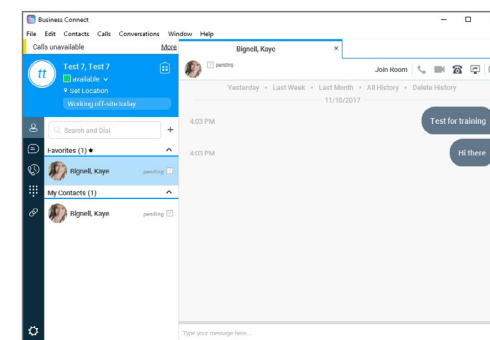 Business Connect
File Edit Contacts Calls Conversations Window Help
Calls unavailable More
Bignell, Kaye ×
tt
Test 7, Test 7
available
Set Location
Working off-site today
pending
Join Room
Yesterday • Last Week • Last Month • All History • Delete History
11/10/2017
Search and Dial +
4:03 PM Test for training
Favorites (1)
4:03 PM Hi there
Bignell, Kaye pending
My Contacts (1)
Bignell, Kaye pending
Type your message here...